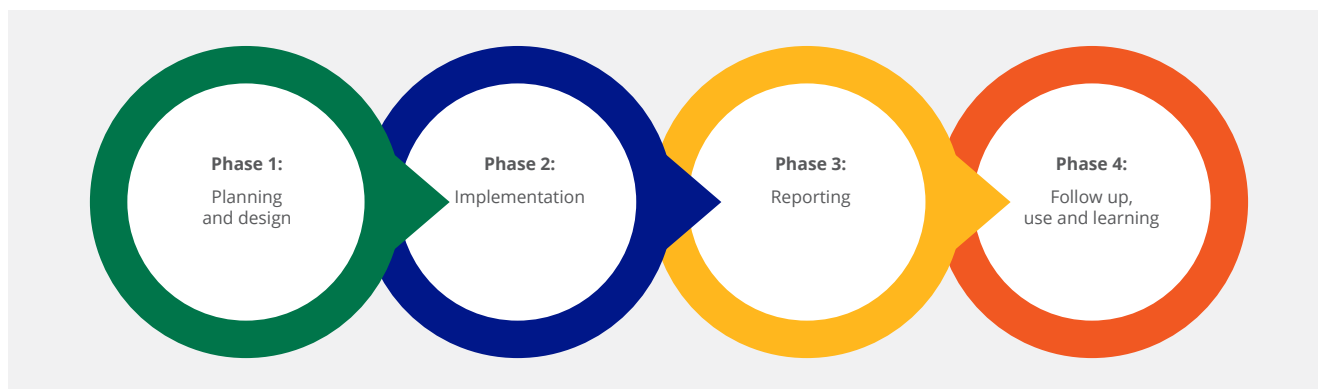 Phase 1:
Planning
and design
Phase 2:
Implementation
Phase 3:
Reporting
Phase 4:
Follow up,
use and learning